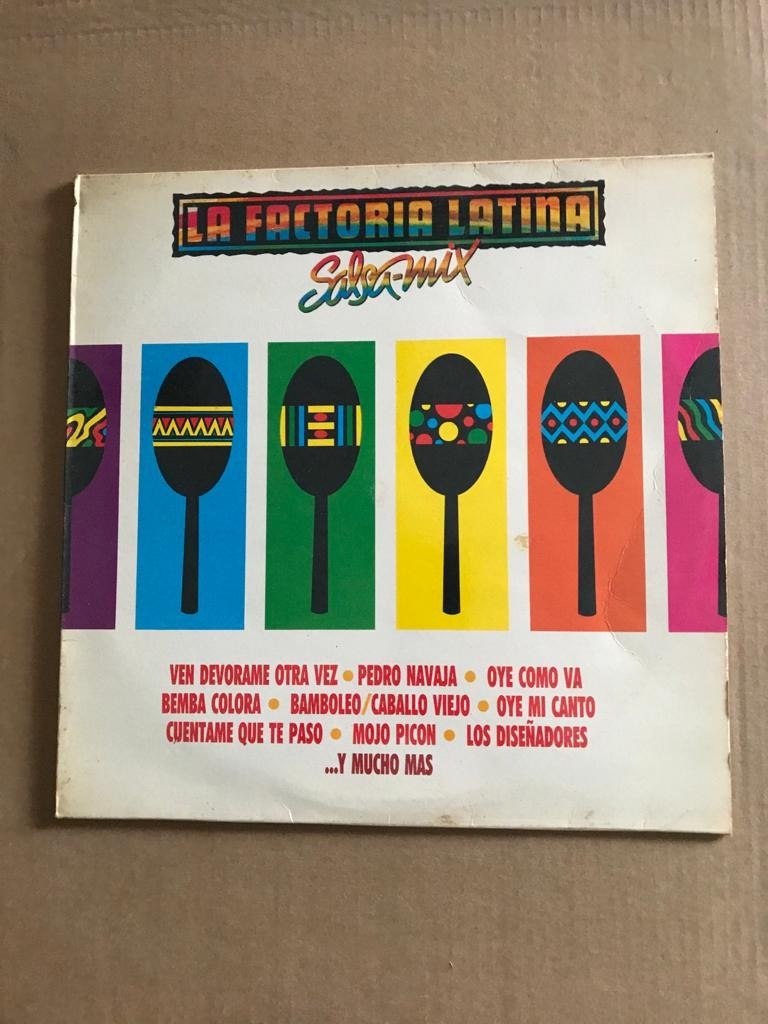 LA FACTORIA LATINA
Salsa-mix
VEN DEVORAME OTRA VEZ • PEDRO NAVAJA • OYE COMO VA
BEMBA COLORA • BAMBOLEO/CABALLO VIEJO • OYE MI CANTO
CUENTAME QUE TE PASO • MOJO PICON • LOS DISEÑADORES
...Y MUCHO MAS